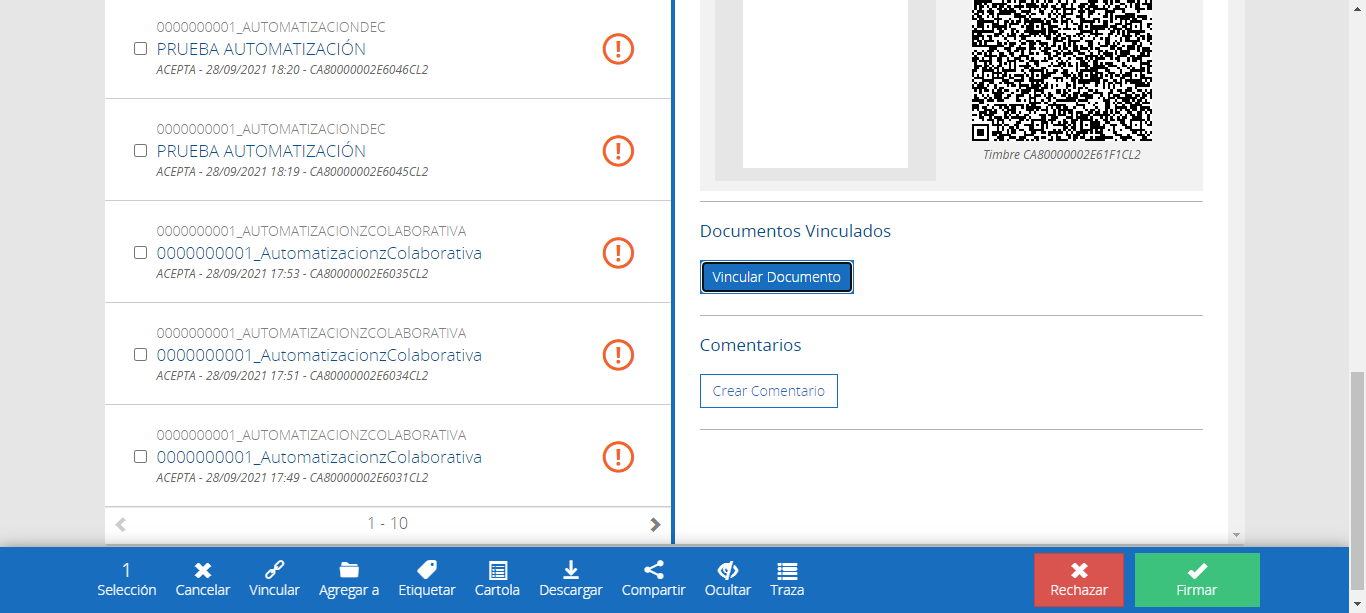 0000000001_AUTOMATIZACIONDEC
PRUEBA AUTOMATIZACIÓN
ACEPTA - 28/09/2021 18:20 - CA80000002E6046CL2
0000000001_AUTOMATIZACIONDEC
PRUEBA AUTOMATIZACIÓN
ACEPTA - 28/09/2021 18:19 - CA80000002E6045CL2
0000000001_AUTOMATIZACIONZCOLABORATIVA
0000000001_AutomatizacionzColaborativa
ACEPTA - 28/09/2021 17:53 - CA80000002E6035CL2
0000000001_AUTOMATIZACIONZCOLABORATIVA
0000000001_AutomatizacionzColaborativa
ACEPTA - 28/09/2021 17:51 - CA80000002E6034CL2
0000000001_AUTOMATIZACIONZCOLABORATIVA
0000000001_AutomatizacionzColaborativa
ACEPTA - 28/09/2021 17:49 - CA80000002E6031CL2
1 - 10
Timbre CA80000002E61F1CL2
Documentos Vinculados
Vincular Documento
Comentarios
Crear Comentario
1
Selección
Cancelar
Vincular
Agregar a
Etiquetar
Cartola
Descargar
Compartir
Ocultar
Traza
Rechazar
Firmar